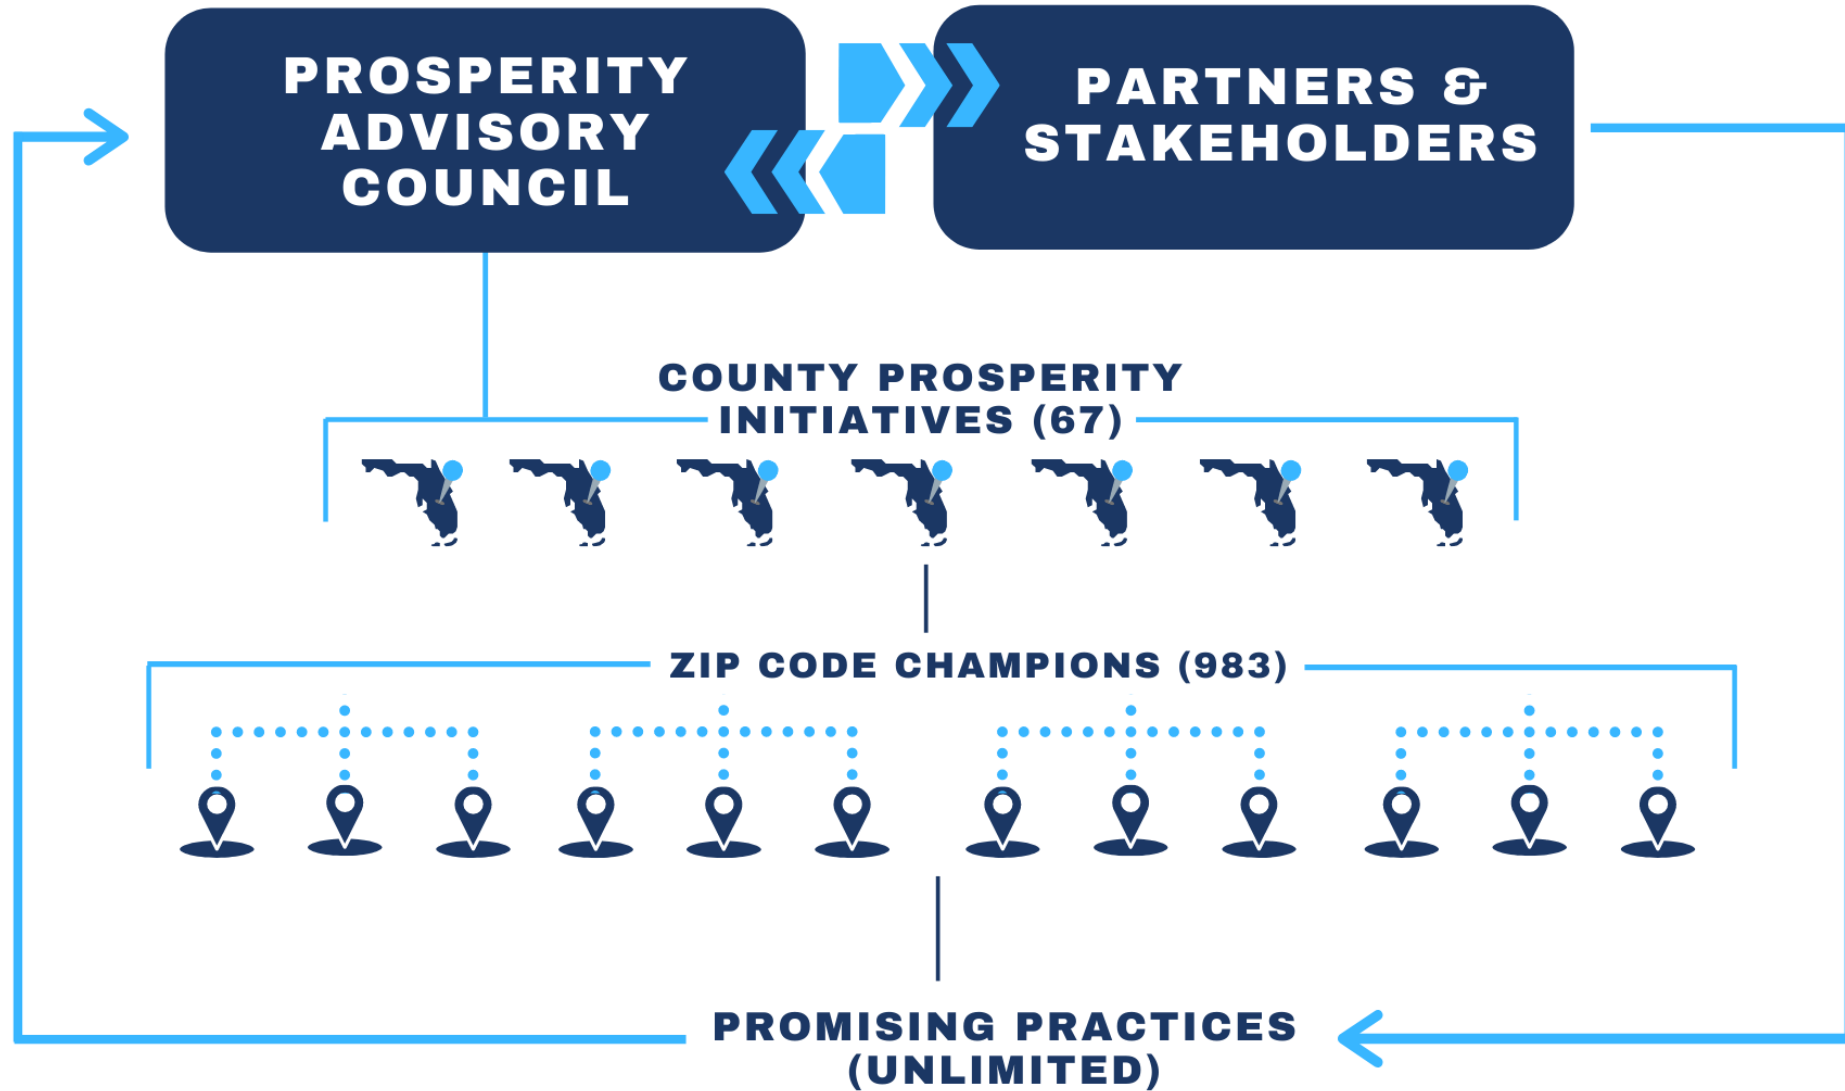 PROSPERITY
ADVISORY
COUNCIL
PARTNERS &
STAKEHOLDERS
COUNTY PROSPERITY
INITIATIVES (67)
ZIP CODE CHAMPIONS (983)
PROMISING PRACTICES
(UNLIMITED)